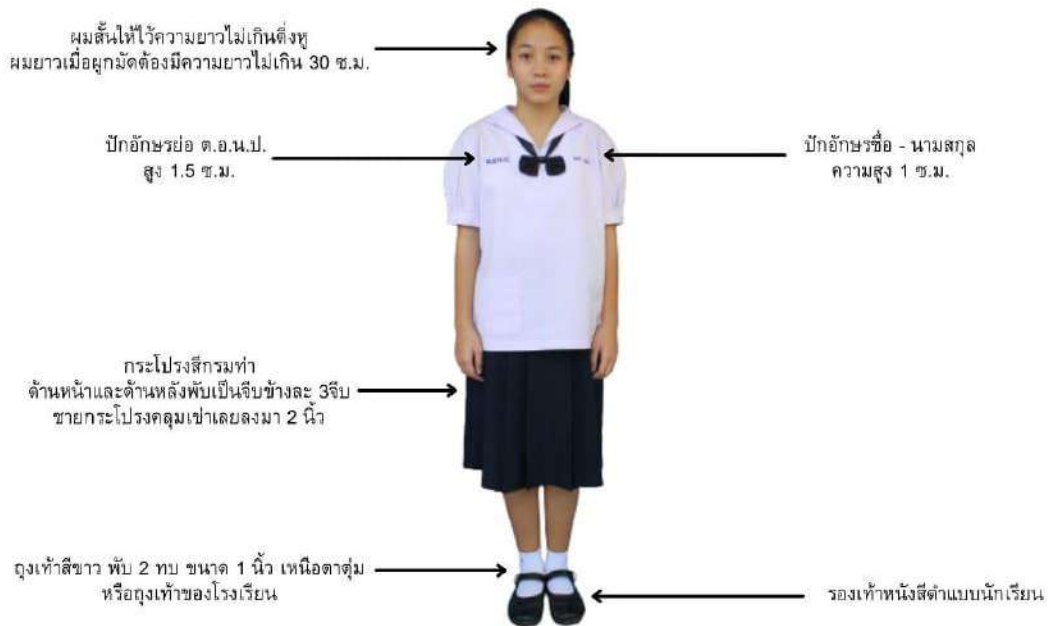 ผมสั้นให้ไว้ความยาวไม่เกินติ่งหู
ผมยาวเมื่อผูกมัดต้องมีความยาวไม่เกิน 30 ซ.ม.
ปักอักษรย่อ ต.อ.น.ป.
สูง 1.5 ซ.ม.
ปักอักษรชื่อ - นามสกุล
ความสูง 1 ซ.ม.
กระโปรงสีกรมท่า
ด้านหน้าและด้านหลังพับเป็นจีบข้างละ 3จีบ
ชายกระโปรงคลุมเข่าเลยลงมา 2 นิ้ว
ถุงเท้าสีขาว พับ 2 ทบ ขนาด 1 นิ้ว เหนือตาตุ่ม
หรือถุงเท้าของโรงเรียน
รองเท้าหนังสีดำแบบนักเรียน